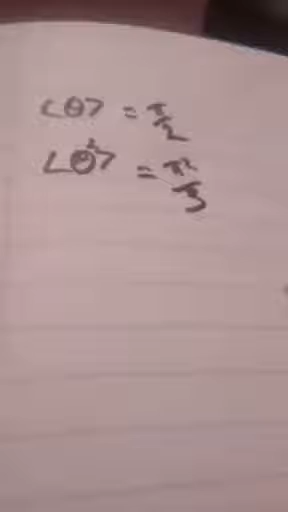 <θ> = π/2
<θ²> = π²/3